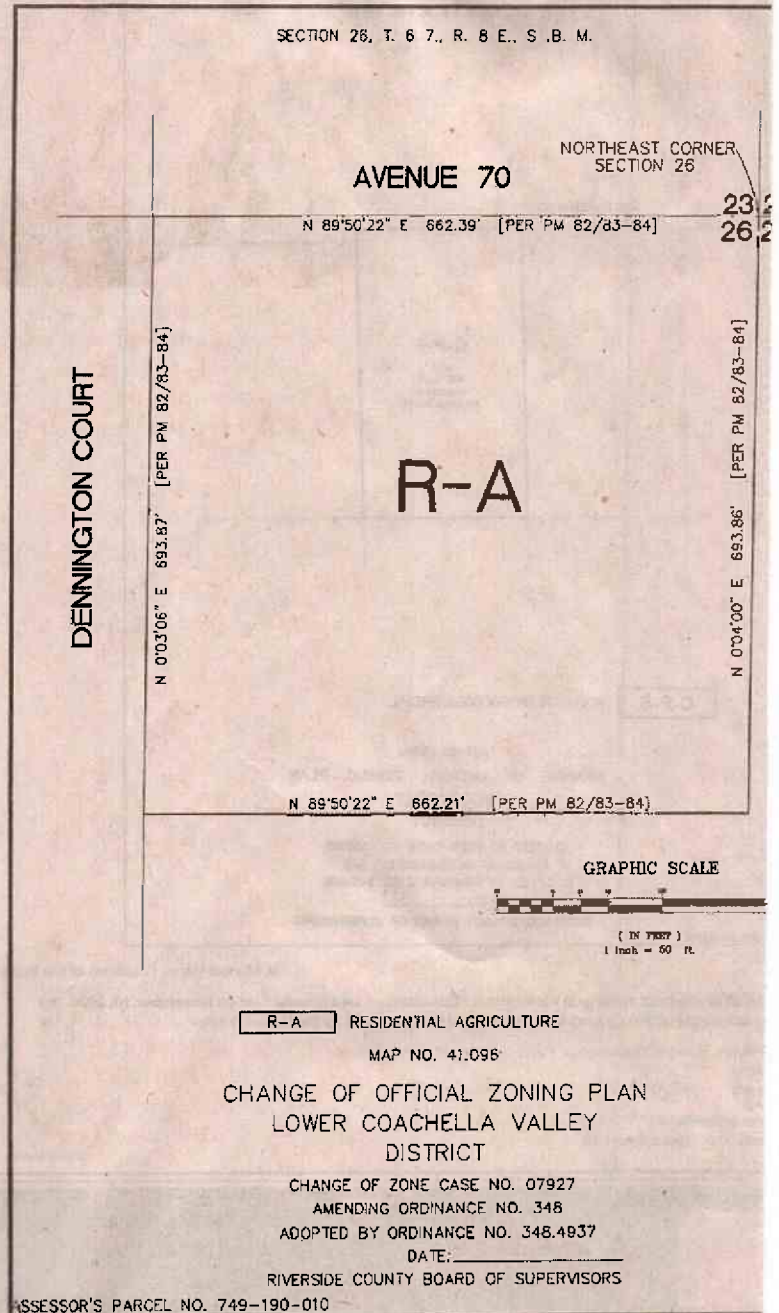 SECTION 26, T. 6 7., R. 8 E., S .B. M.
NORTHEAST CORNER
SECTION 26
AVENUE 70
23
26
N 89°50'22" E 662.39' [PER PM 82/83-84]
DENNINGTON COURT
N 0°03'06" E 693.87' [PER PM 82/83-84]
R-A
N 0°04'00" E 693.86' [PER PM 82/83-84]
N 89°50'22" E 662.21' [PER PM 82/83-84]
GRAPHIC SCALE
( IN FEET )
1 inch = 50 ft.
R-A RESIDENTIAL AGRICULTURE
MAP NO. 41.096
CHANGE OF OFFICIAL ZONING PLAN
LOWER COACHELLA VALLEY
DISTRICT
CHANGE OF ZONE CASE NO. 07927
AMENDING ORDINANCE NO. 348
ADOPTED BY ORDINANCE NO. 348.4937
DATE:
RIVERSIDE COUNTY BOARD OF SUPERVISORS
ASSESSOR'S PARCEL NO. 749-190-010